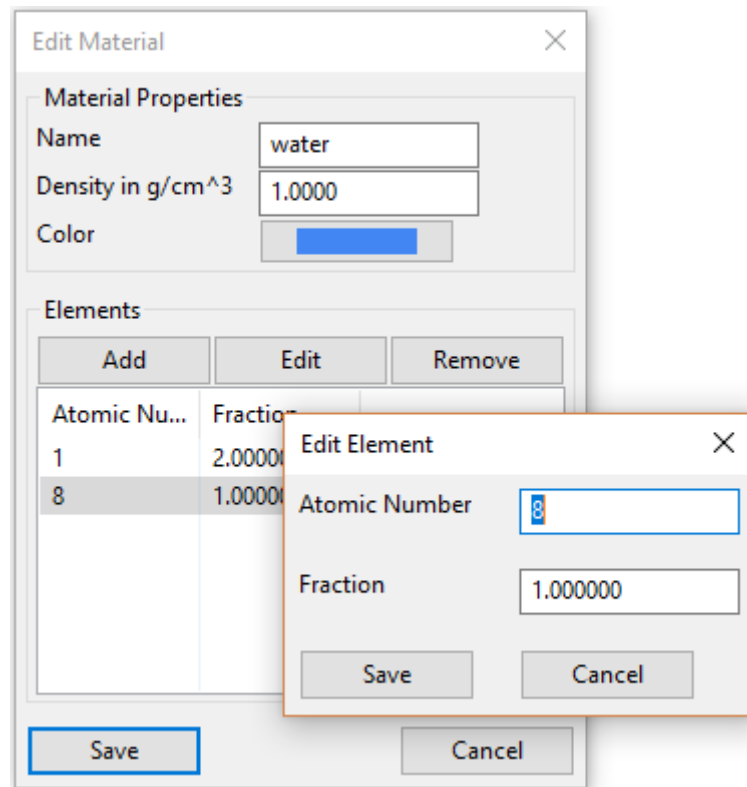 Edit Material
Material Properties
Name
water
Density in g/cm^3
1.0000
Color
Elements
Add Edit Remove
Atomic Nu... Fraction
1 2.00000
8 1.00000
Edit Element
Atomic Number
8
Fraction
1.000000
Save Cancel
Save Cancel